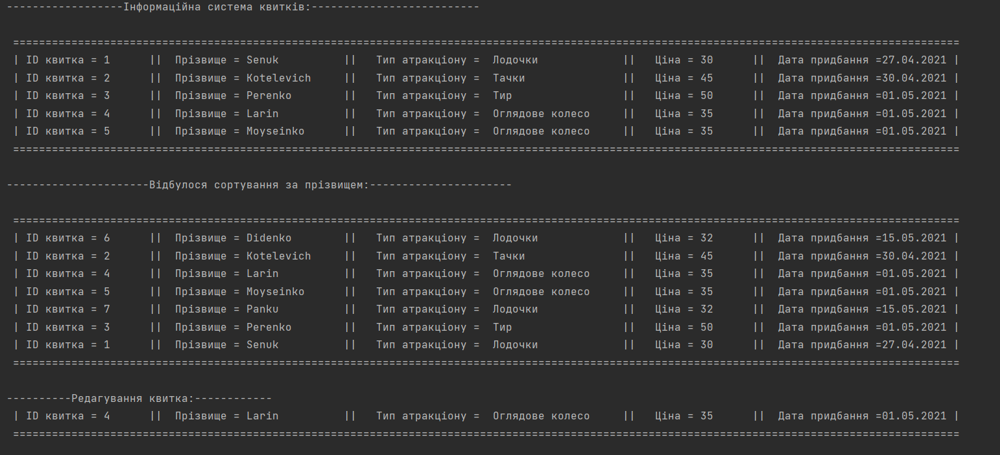 ------------------Інформаційна система квитків:--------------------------
==================================================================================================================================================
| ID квитка = 1      ||  Прізвище = Senuk          ||   Тип атракціону =  Лодочки             ||   Ціна = 30      ||  Дата придбання =27.04.2021 |
| ID квитка = 2      ||  Прізвище = Kotelevich     ||   Тип атракціону =  Тачки               ||   Ціна = 45      ||  Дата придбання =30.04.2021 |
| ID квитка = 3      ||  Прізвище = Perenko        ||   Тип атракціону =  Тир                 ||   Ціна = 50      ||  Дата придбання =01.05.2021 |
| ID квитка = 4      ||  Прізвище = Larin          ||   Тип атракціону =  Оглядове колесо     ||   Ціна = 35      ||  Дата придбання =01.05.2021 |
| ID квитка = 5      ||  Прізвище = Moyseinko      ||   Тип атракціону =  Оглядове колесо     ||   Ціна = 35      ||  Дата придбання =01.05.2021 |
==================================================================================================================================================
----------------------Відбулося сортування за прізвищем:----------------------
==================================================================================================================================================
| ID квитка = 6      ||  Прізвище = Didenko        ||   Тип атракціону =  Лодочки             ||   Ціна = 32      ||  Дата придбання =15.05.2021 |
| ID квитка = 2      ||  Прізвище = Kotelevich     ||   Тип атракціону =  Тачки               ||   Ціна = 45      ||  Дата придбання =30.04.2021 |
| ID квитка = 4      ||  Прізвище = Larin          ||   Тип атракціону =  Оглядове колесо     ||   Ціна = 35      ||  Дата придбання =01.05.2021 |
| ID квитка = 5      ||  Прізвище = Moyseinko      ||   Тип атракціону =  Оглядове колесо     ||   Ціна = 35      ||  Дата придбання =01.05.2021 |
| ID квитка = 7      ||  Прізвище = Panku          ||   Тип атракціону =  Лодочки             ||   Ціна = 32      ||  Дата придбання =15.05.2021 |
| ID квитка = 3      ||  Прізвище = Perenko        ||   Тип атракціону =  Тир                 ||   Ціна = 50      ||  Дата придбання =01.05.2021 |
| ID квитка = 1      ||  Прізвище = Senuk          ||   Тип атракціону =  Лодочки             ||   Ціна = 30      ||  Дата придбання =27.04.2021 |
==================================================================================================================================================
----------Редагування квитка:------------
| ID квитка = 4      ||  Прізвище = Larin          ||   Тип атракціону =  Оглядове колесо     ||   Ціна = 35      ||  Дата придбання =01.05.2021 |
==================================================================================================================================================